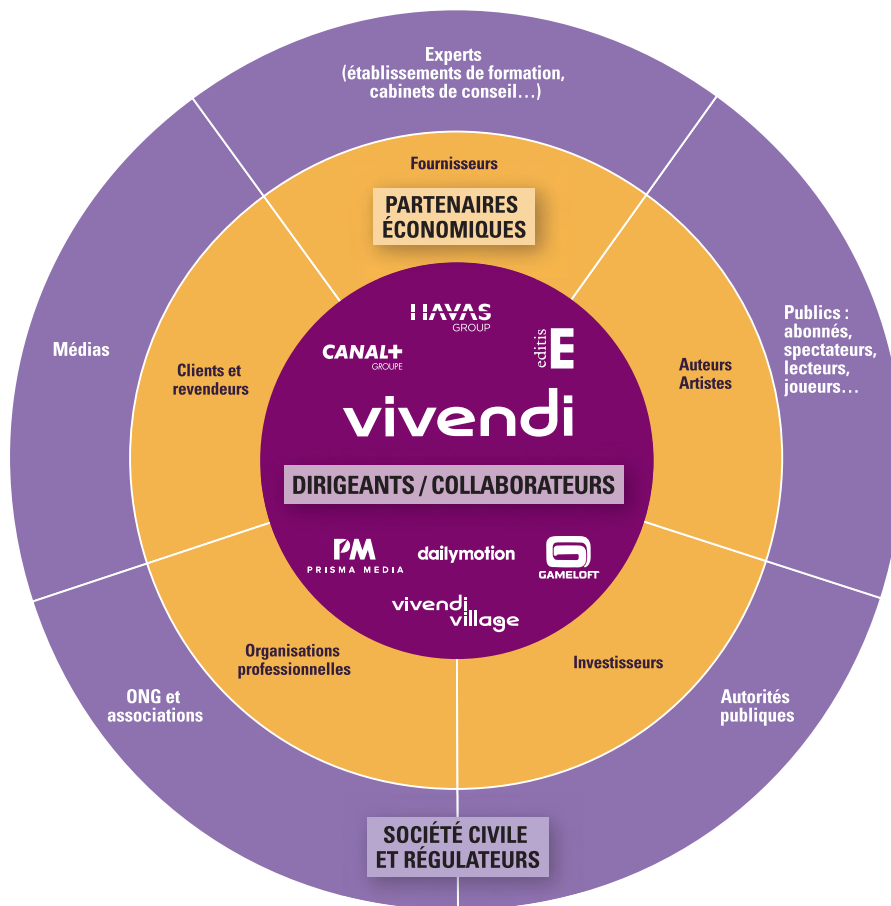 Experts
(établissements de formation,
cabinets de conseil…)
Fournisseurs
PARTENAIRES
ÉCONOMIQUES
HAVAS
GROUP
CANAL+
GROUPE
editis
E
Médias
Clients et
revendeurs
Auteurs
Artistes
Publics :
abonnés,
spectateurs,
lecteurs,
joueurs…
vivendi
DIRIGEANTS / COLLABORATEURS
PM
PRISMA MEDIA
dailymotion
GAMELOFT
vivendi
village
Organisations
professionnelles
Investisseurs
ONG et
associations
Autorités
publiques
SOCIÉTÉ CIVILE
ET RÉGULATEURS